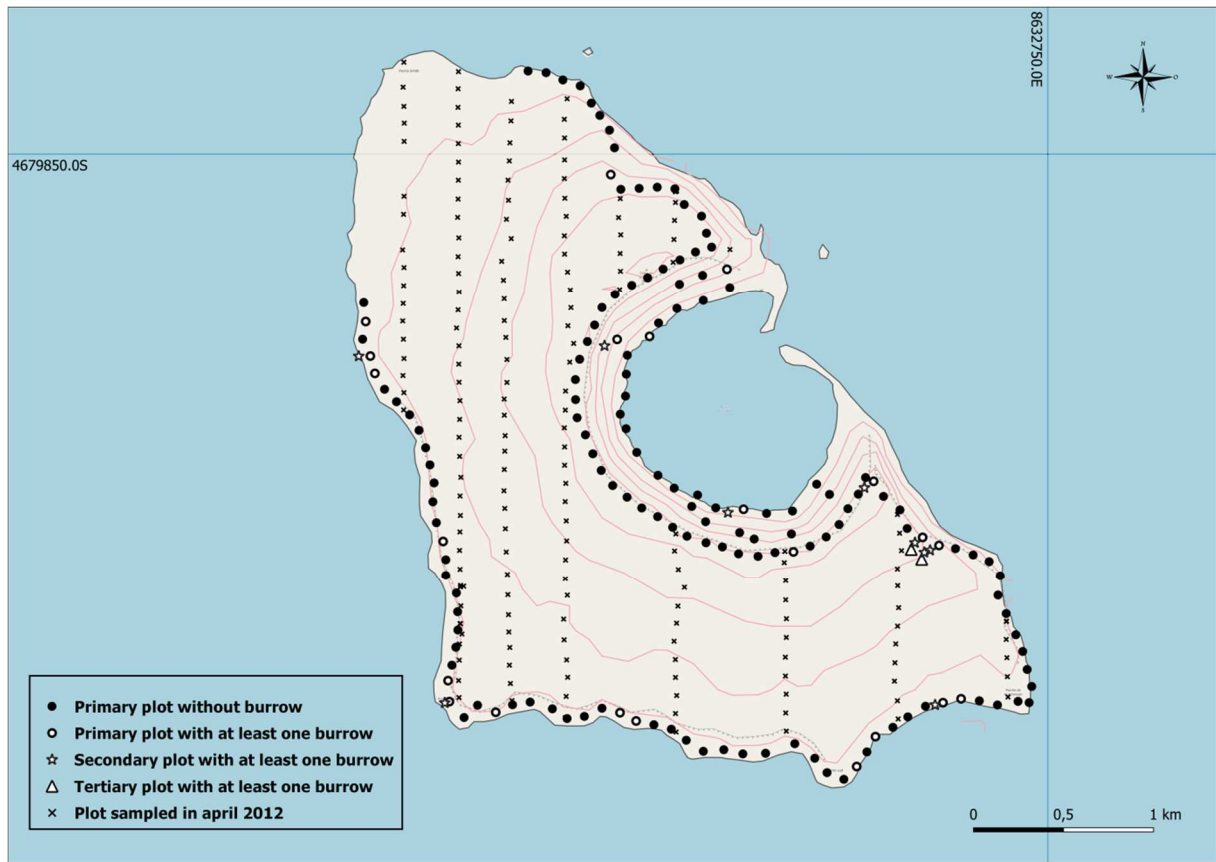 8632750.0E
N
W
O
S
4679850.0S
Primary plot without burrow
Primary plot with at least one burrow
Secondary plot with at least one burrow
Tertiary plot with at least one burrow
Plot sampled in april 2012
0
0,5
1 km